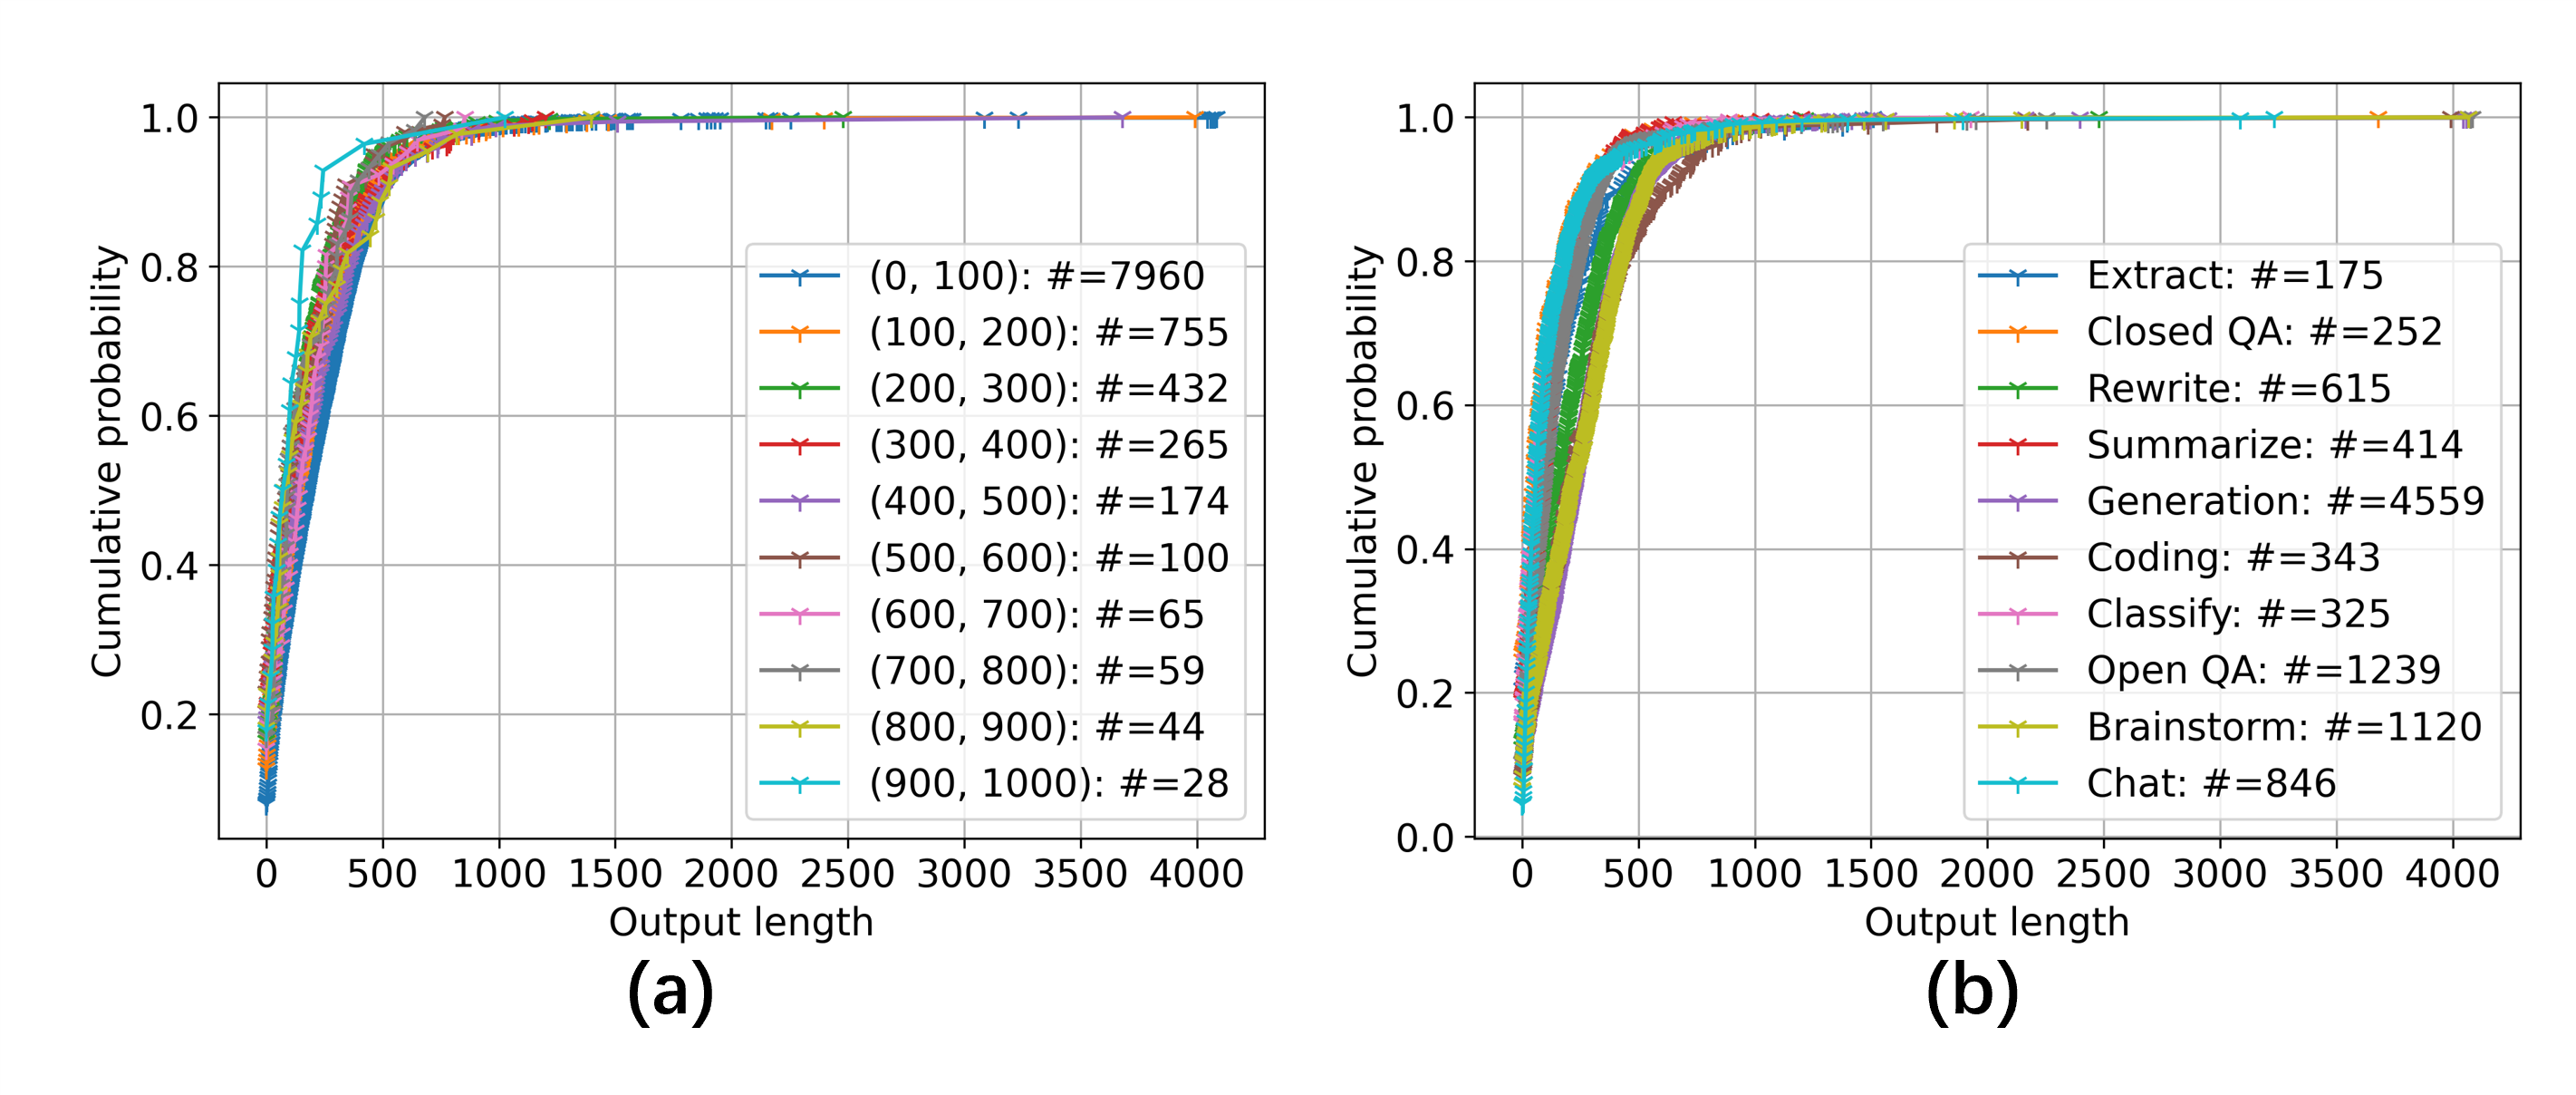 Cumulative probability
1.0
0.8
0.6
0.4
0.2
(0, 100): #=7960
(100, 200): #=755
(200, 300): #=432
(300, 400): #=265
(400, 500): #=174
(500, 600): #=100
(600, 700): #=65
(700, 800): #=59
(800, 900): #=44
(900, 1000): #=28
0 500 1000 1500 2000 2500 3000 3500 4000
Output length
(a)
Cumulative probability
1.0
0.8
0.6
0.4
0.2
0.0
Extract: #=175
Closed QA: #=252
Rewrite: #=615
Summarize: #=414
Generation: #=4559
Coding: #=343
Classify: #=325
Open QA: #=1239
Brainstorm: #=1120
Chat: #=846
0 500 1000 1500 2000 2500 3000 3500 4000
Output length
(b)